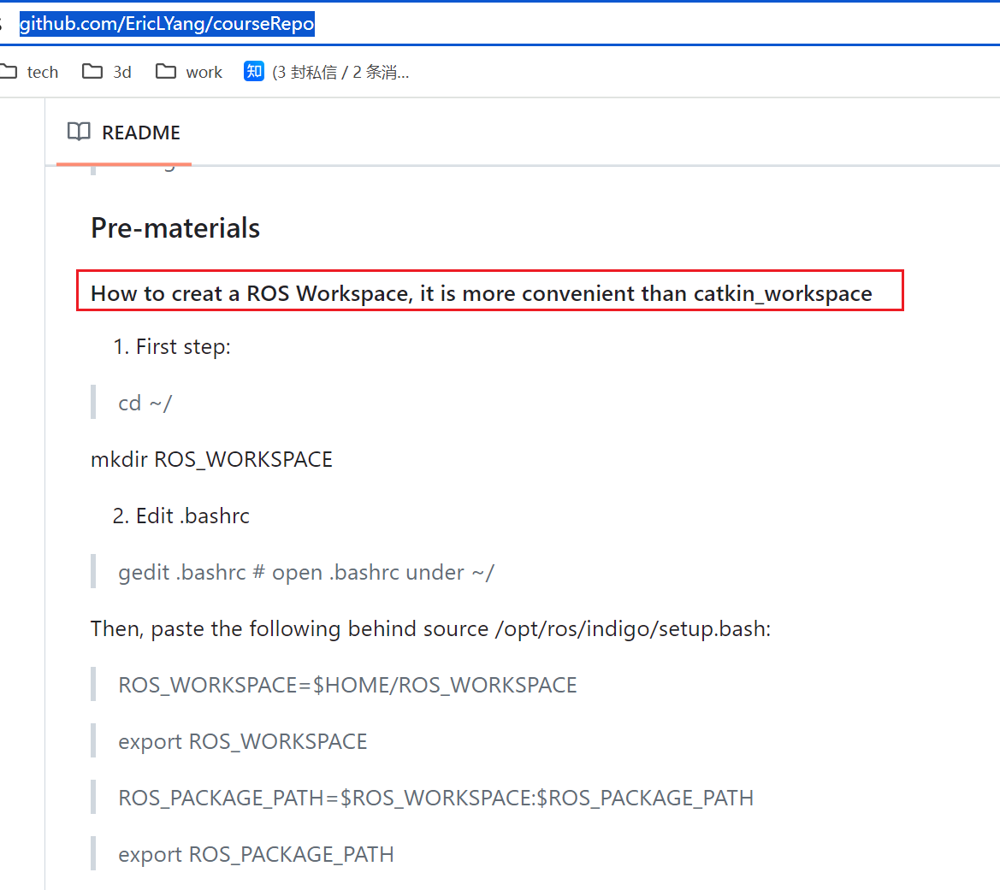 github.com/EricLYang/courseRepo
tech 3d work 知 (3 封私信 / 2 条消...
README
Pre-materials
How to creat a ROS Workspace, it is more convenient than catkin_workspace
1. First step:
cd ~/
mkdir ROS_WORKSPACE
2. Edit .bashrc
gedit .bashrc # open .bashrc under ~/
Then, paste the following behind source /opt/ros/indigo/setup.bash:
ROS_WORKSPACE=$HOME/ROS_WORKSPACE
export ROS_WORKSPACE
ROS_PACKAGE_PATH=$ROS_WORKSPACE:$ROS_PACKAGE_PATH
export ROS_PACKAGE_PATH